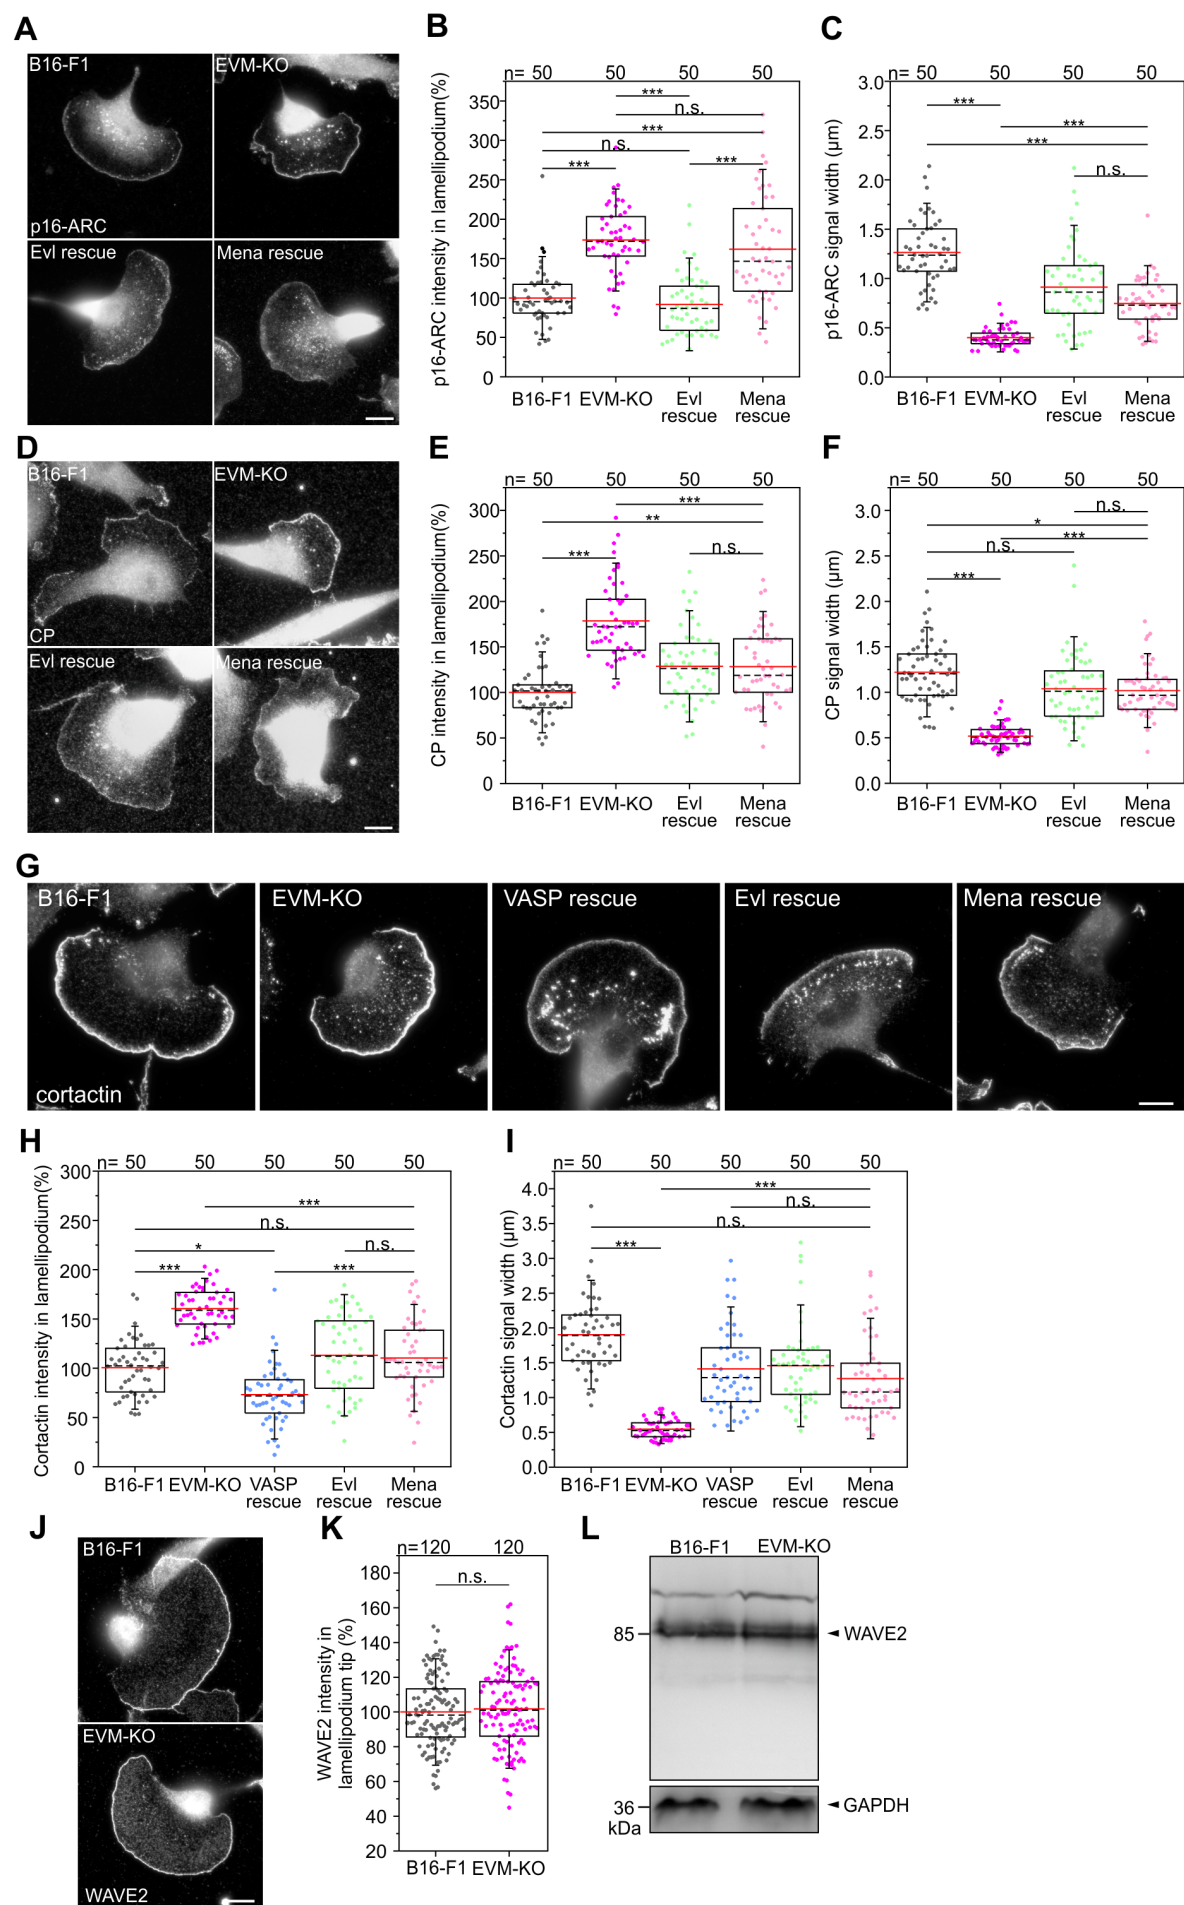 A
B16-F1
EVM-KO
p16-ARC
Evl rescue
Mena rescue
B
n= 50 50 50 50
p16-ARC intensity in lamellipodium(%)
350
300
250
200
150
100
50
0
***
n.s.
***
n.s.
***
***
B16-F1 EVM-KO Evl rescue Mena rescue
C
n= 50 50 50 50
p16-ARC signal width (µm)
3.0
2.5
2.0
1.5
1.0
0.5
0.0
***
***
***
n.s.
B16-F1 EVM-KO Evl rescue Mena rescue
D
B16-F1
EVM-KO
CP
Evl rescue
Mena rescue
E
n= 50 50 50 50
CP intensity in lamellipodium(%)
300
250
200
150
100
50
0
***
**
***
n.s.
B16-F1 EVM-KO Evl rescue Mena rescue
F
n= 50 50 50 50
CP signal width (µm)
3.0
2.5
2.0
1.5
1.0
0.5
0.0
n.s.
*
***
n.s.
***
B16-F1 EVM-KO Evl rescue Mena rescue
G
B16-F1
EVM-KO
VASP rescue
Evl rescue
Mena rescue
cortactin
H
n= 50 50 50 50 50
Cortactin intensity in lamellipodium(%)
300
250
200
150
100
50
0
***
n.s.
*
n.s.
***
***
B16-F1 EVM-KO VASP rescue Evl rescue Mena rescue
I
n= 50 50 50 50 50
Cortactin signal width (µm)
4.0
3.5
3.0
2.5
2.0
1.5
1.0
0.5
0.0
***
n.s.
n.s.
***
B16-F1 EVM-KO VASP rescue Evl rescue Mena rescue
J
B16-F1
EVM-KO
WAVE2
K
n=120 120
WAVE2 intensity in
lamellipodium tip (%)
180
160
140
120
100
80
60
40
20
n.s.
B16-F1 EVM-KO
L
B16-F1 EVM-KO
85
WAVE2
36
kDa
GAPDH